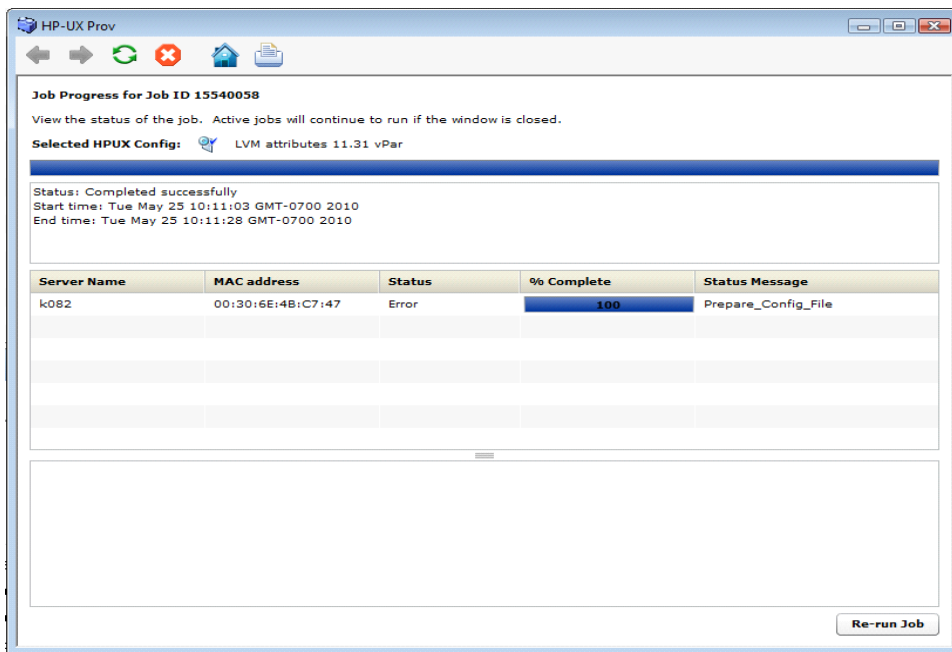 HP-UX Prov
Job Progress for Job ID 15540058
View the status of the job. Active jobs will continue to run if the window is closed.
Selected HPUX Config: LVM attributes 11.31 vPar
Status: Completed successfully
Start time: Tue May 25 10:11:03 GMT-0700 2010
End time: Tue May 25 10:11:28 GMT-0700 2010
Server Name MAC address Status % Complete Status Message
k082 00:30:6E:4B:C7:47 Error 100 Prepare_Config_File
Re-run Job